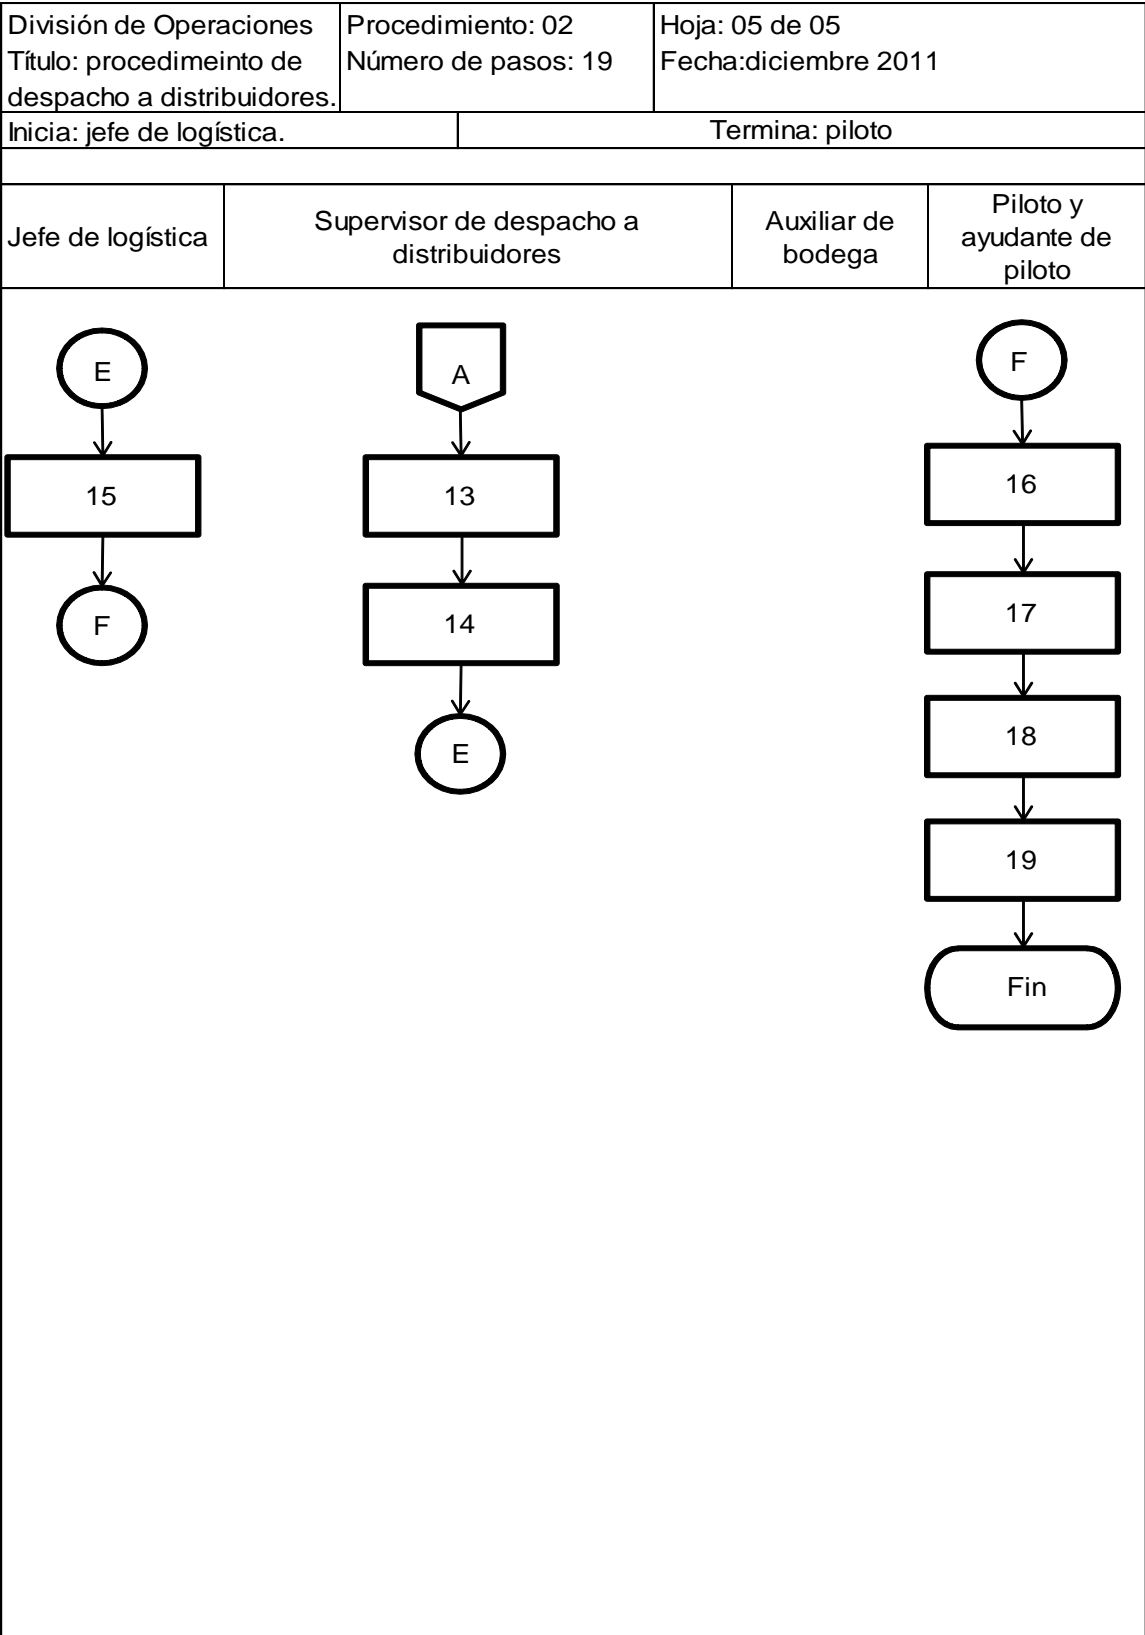 División de Operaciones
Título: procedimeinto de
despacho a distribuidores.
Procedimiento: 02
Número de pasos: 19
Hoja: 05 de 05
Fecha:diciembre 2011
Inicia: jefe de logística.
Termina: piloto
Jefe de logística
Supervisor de despacho a
distribuidores
Auxiliar de
bodega
Piloto y
ayudante de
piloto
E
15
F
A
13
14
E
F
16
17
18
19
Fin